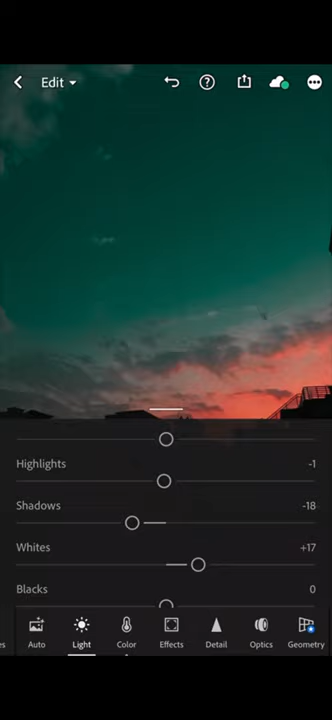 Edit
Highlights -1
Shadows -18
Whites +17
Blacks 0
Auto Light Color Effects Detail Optics Geometry